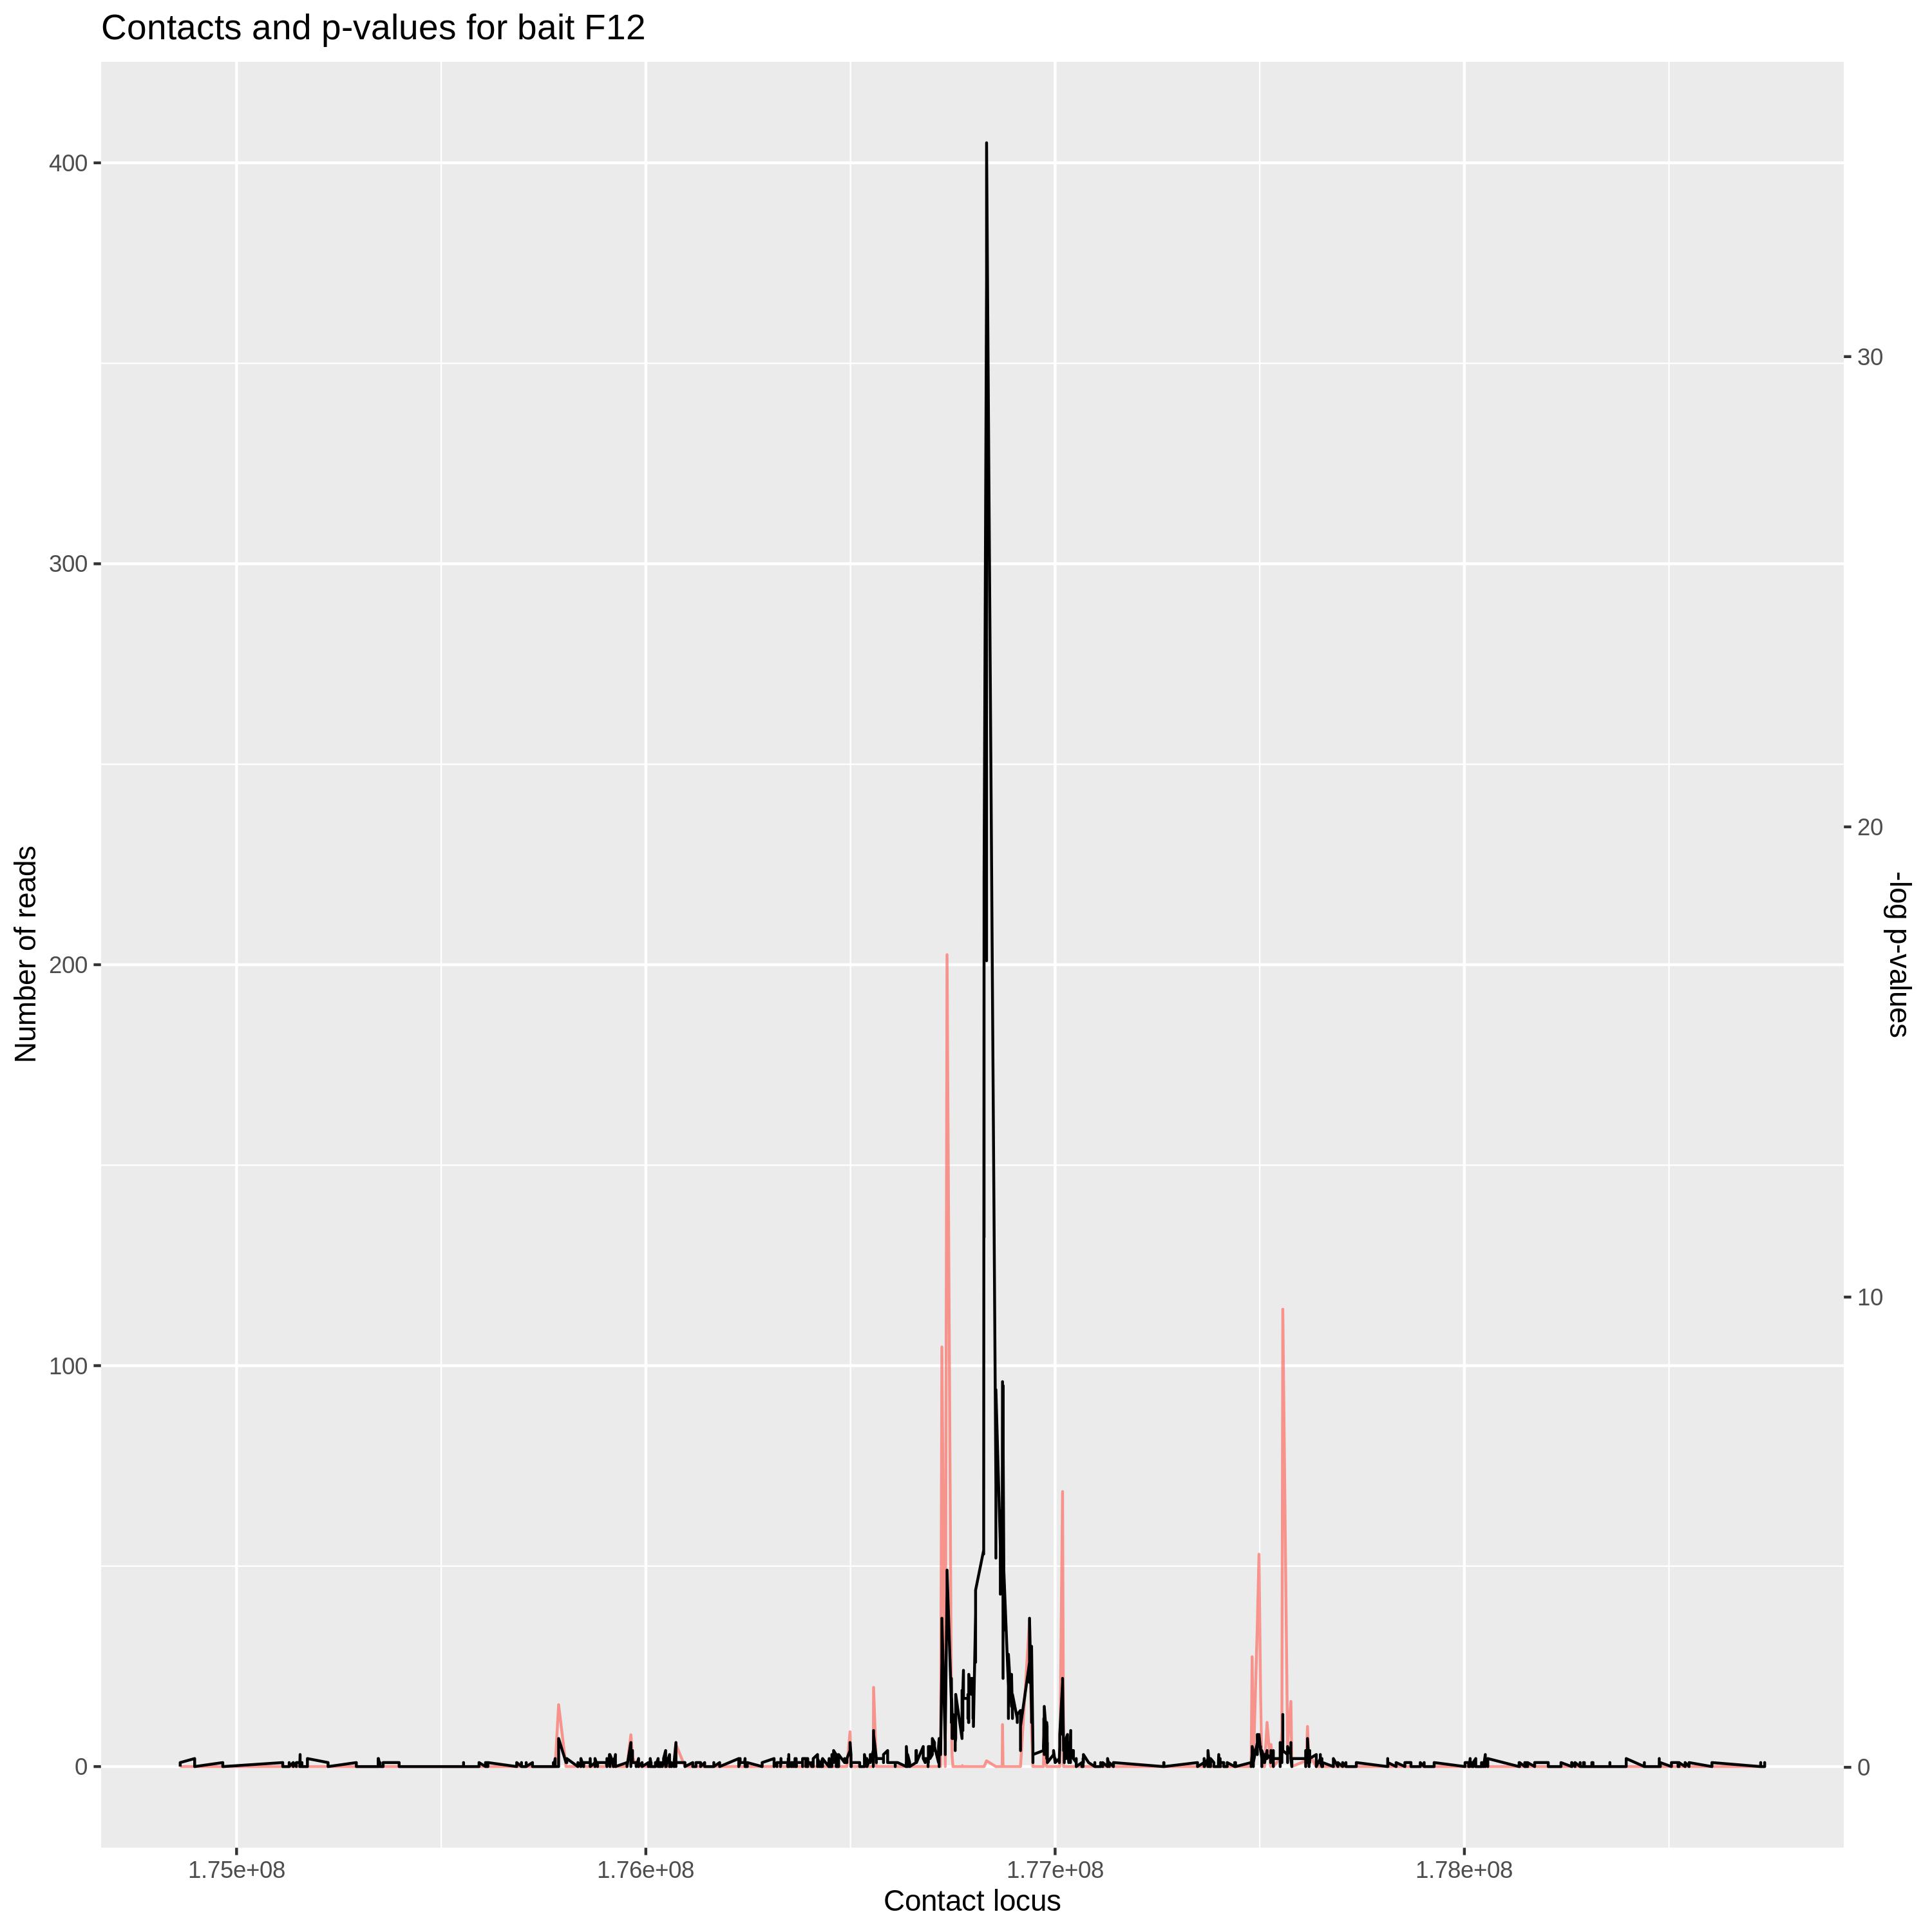 Contacts and p-values for bait F12
400
300
200
100
0
Number of reads
30
20
10
0
-log p-values
1.75e+08
1.76e+08
1.77e+08
1.78e+08
Contact locus